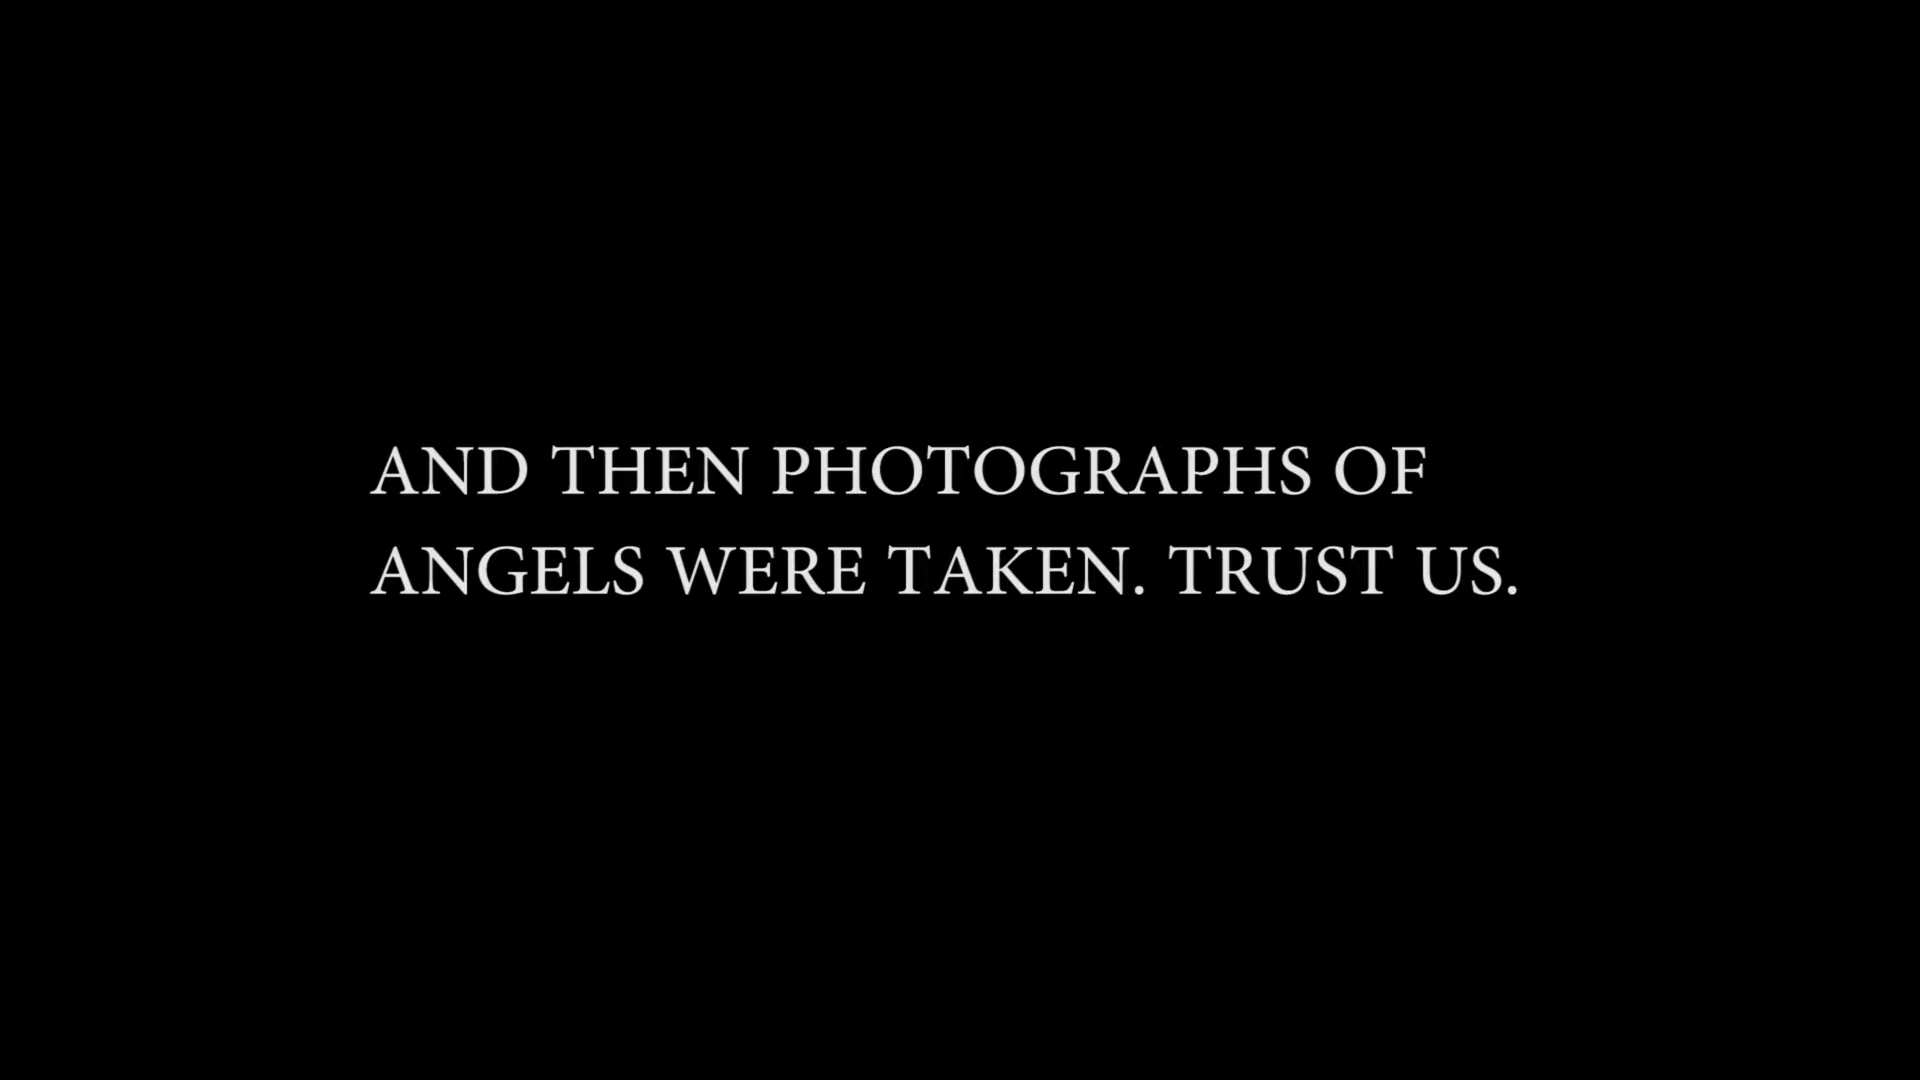 AND THEN PHOTOGRAPHS OF
ANGELS WERE TAKEN. TRUST US.